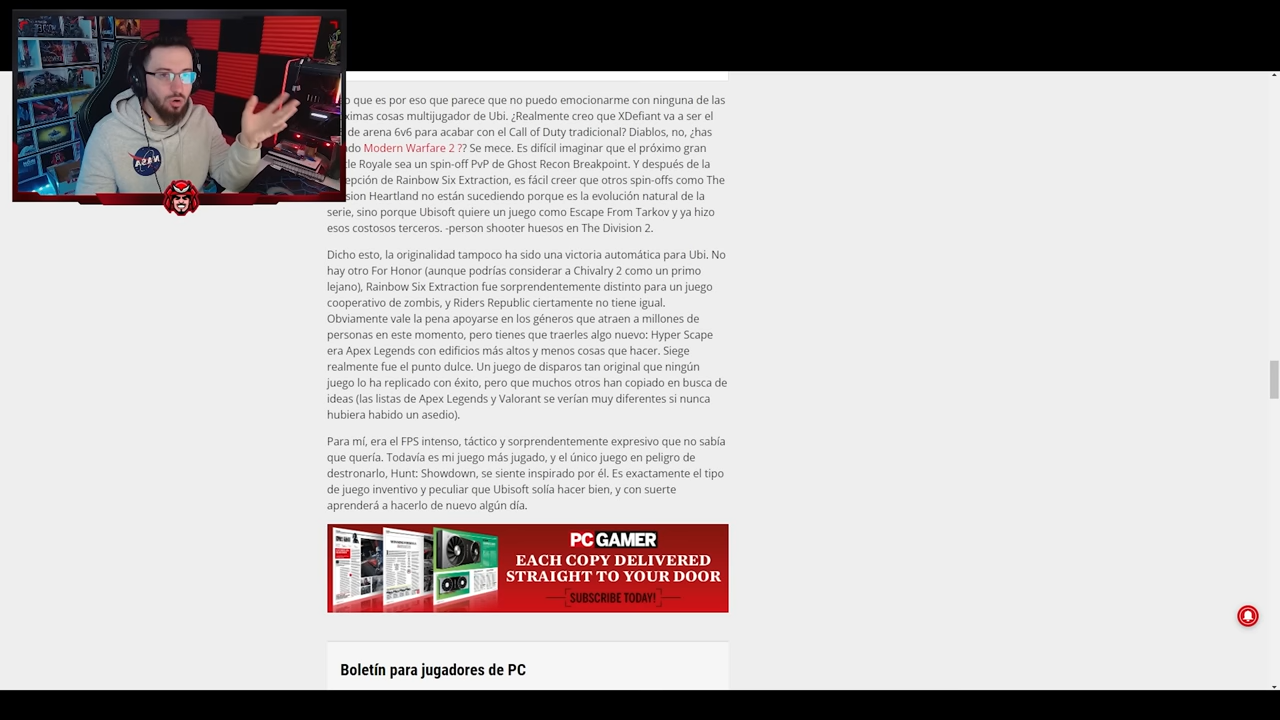 que es por eso que parece que no puedo emocionarme con ninguna de las
cosas multijugador de Ubi. ¿Realmente creo que XDefiant va a ser el
de arena 6v6 para acabar con el Call of Duty tradicional? Diablos, no, ¿has
Modern Warfare 2 ?? Se mece. Es difícil imaginar que el próximo gran
Royale sea un spin-off PvP de Ghost Recon Breakpoint. Y después de la
de Rainbow Six Extraction, es fácil creer que otros spin-offs como The
Heartland no están sucediendo porque es la evolución natural de la
serie, sino porque Ubisoft quiere un juego como Escape From Tarkov y ya hizo
esos costosos terceros. -person shooter huesos en The Division 2.
Dicho esto, la originalidad tampoco ha sido una victoria automática para Ubi. No
hay otro For Honor (aunque podrías considerar a Chivalry 2 como un primo
lejano), Rainbow Six Extraction fue sorprendentemente distinto para un juego
cooperativo de zombis, y Riders Republic ciertamente no tiene igual.
Obviamente vale la pena apoyarse en los géneros que atraen a millones de
personas en este momento, pero tienes que traerles algo nuevo: Hyper Scape
era Apex Legends con edificios más altos y menos cosas que hacer. Siege
realmente fue el punto dulce. Un juego de disparos tan original que ningún
juego lo ha replicado con éxito, pero que muchos otros han copiado en busca de
ideas (las listas de Apex Legends y Valorant se verían muy diferentes si nunca
hubiera habido un asedio).
Para mí, era el FPS intenso, táctico y sorprendentemente expresivo que no sabía
que quería. Todavía es mi juego más jugado, y el único juego en peligro de
destronarlo, Hunt: Showdown, se siente inspirado por él. Es exactamente el tipo
de juego inventivo y peculiar que Ubisoft solía hacer bien, y con suerte
aprenderá a hacerlo de nuevo algún día.
PC GAMER
EACH COPY DELIVERED
STRAIGHT TO YOUR DOOR
SUBSCRIBE TODAY!
Boletín para jugadores de PC